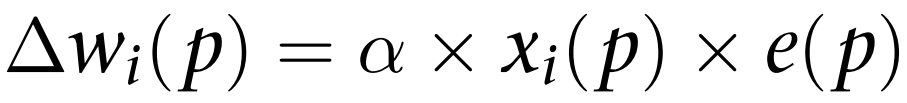 Δwᵢ(p) = α × xᵢ(p) × e(p)